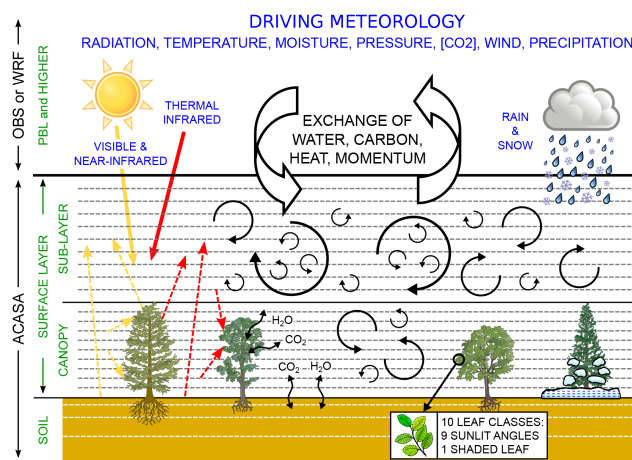 DRIVING METEOROLOGY
RADIATION, TEMPERATURE, MOISTURE, PRESSURE, [CO2], WIND, PRECIPITATION
OBS or WRF
PBL and HIGHER
THERMAL
INFRARED
VISIBLE &
NEAR-INFRARED
EXCHANGE OF
WATER, CARBON,
HEAT, MOMENTUM
RAIN
&
SNOW
ACASA
SURFACE LAYER
SUB-LAYER
CANOPY
SOIL
H2O
CO2
CO2
H2O
10 LEAF CLASSES:
9 SUNLIT ANGLES
1 SHADED LEAF